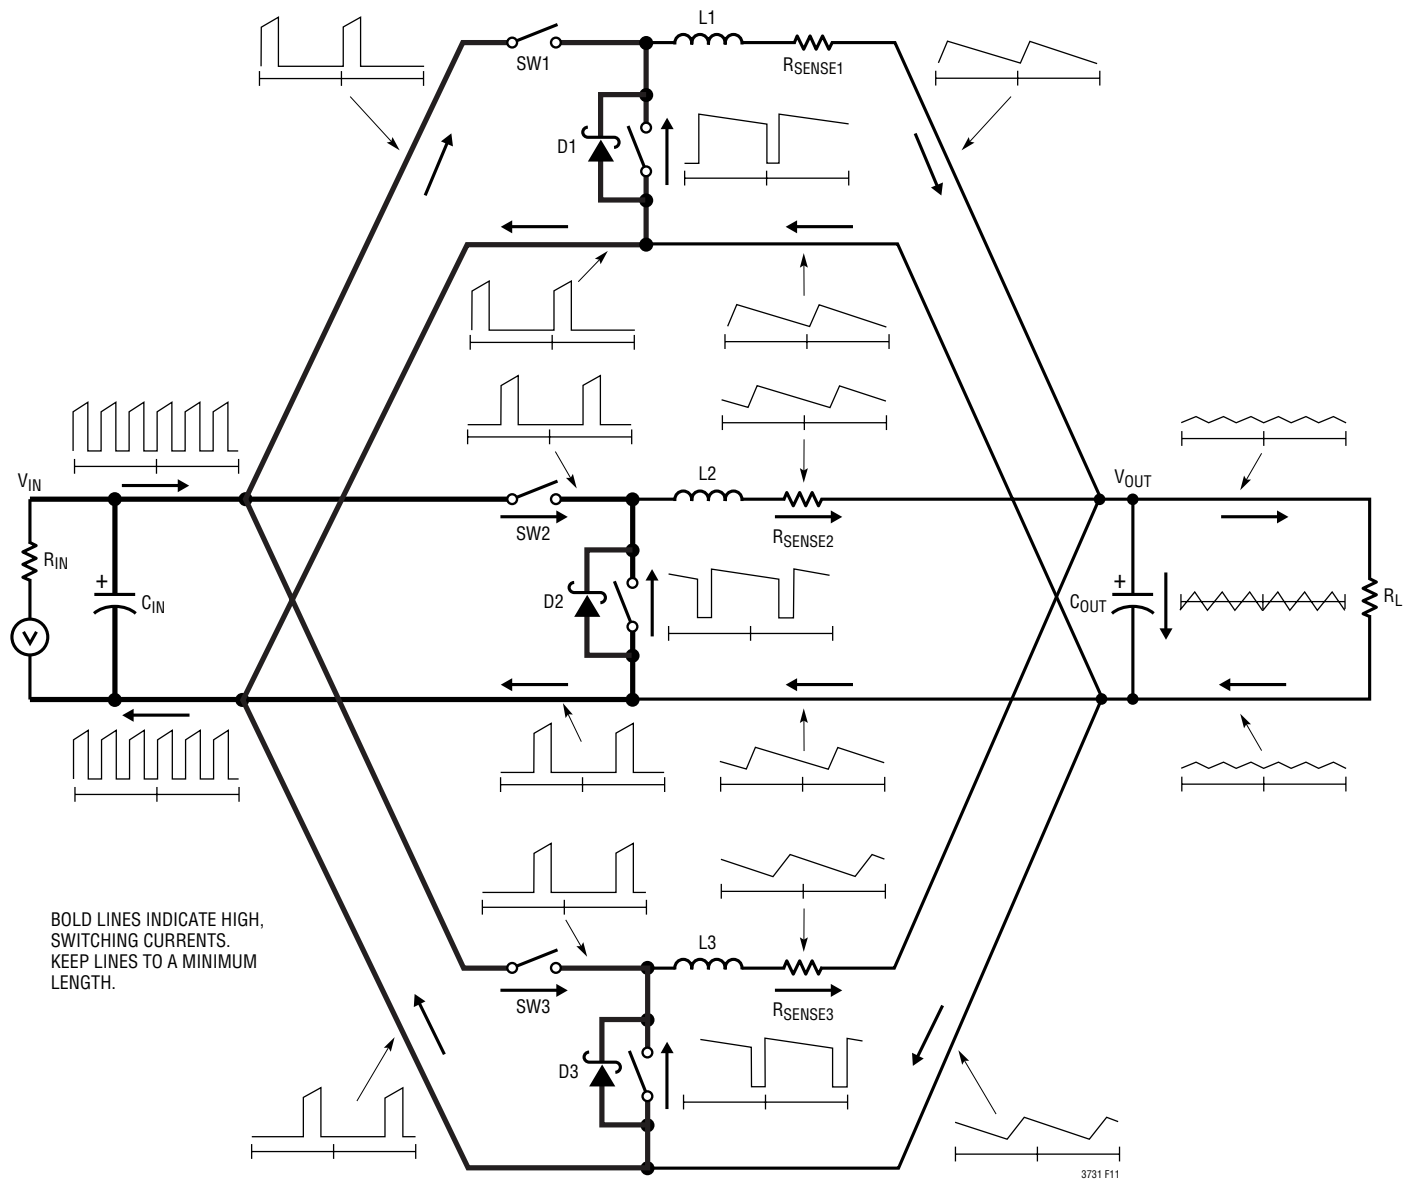 L1
SW1
RSENSE1
D1
VIN
L2
VOUT
SW2
RSENSE2
RIN
+
CIN
D2
+
COUT
RL
L3
BOLD LINES INDICATE HIGH,
SWITCHING CURRENTS.
KEEP LINES TO A MINIMUM
LENGTH.
SW3
RSENSE3
D3
3731 F11